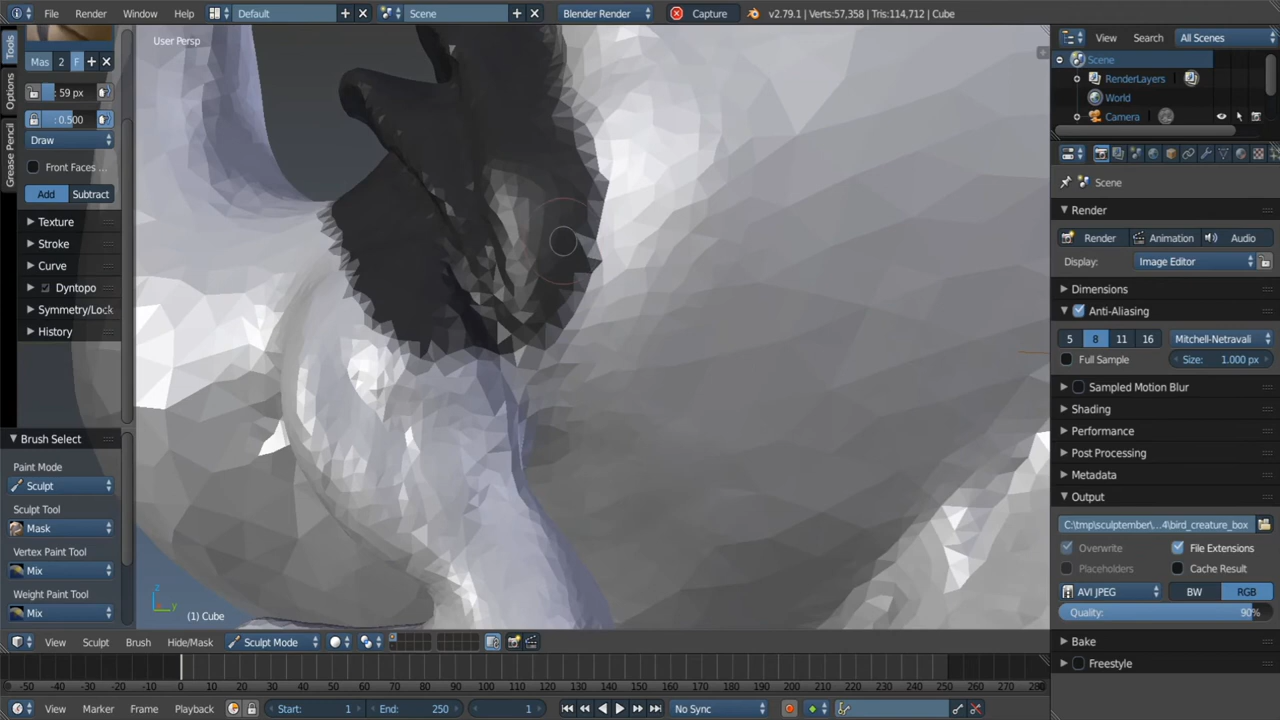 File Render Window Help Default Scene Blender Render Capture v2.79.1 | Verts:57,358 | Tris:114,712 | Cube
Tools
Options
Grease Pencil
Mas 2 F
: 59 px
: 0.500
Draw
Front Faces ...
Add Subtract
Texture
Stroke
Curve
Dyntopo
Symmetry/Lock
History
Brush Select
Paint Mode
Sculpt
Sculpt Tool
Mask
Vertex Paint Tool
Mix
Weight Paint Tool
Mix
User Persp
z
y
(1) Cube
View Sculpt Brush Hide/Mask Sculpt Mode
View Search All Scenes
Scene
RenderLayers
World
Camera
Scene
Render
Render Animation Audio
Display: Image Editor
Dimensions
Anti-Aliasing
5 8 11 16 Mitchell-Netravali
Full Sample Size: 1.000 px
Sampled Motion Blur
Shading
Performance
Post Processing
Metadata
Output
C:\tmp\sculptember/...4\bird_creature_box
Overwrite File Extensions
Placeholders Cache Result
AVI JPEG BW RGB
Quality: 90%
Bake
Freestyle
-50 -40 -30 -20 -10 0 10 20 30 40 50 60 70 80 90 100 110 120 130 140 150 160 170 180 190 200 210 220 230 240 250 260 270 280
View Marker Frame Playback Start: 1 End: 250 1 No Sync